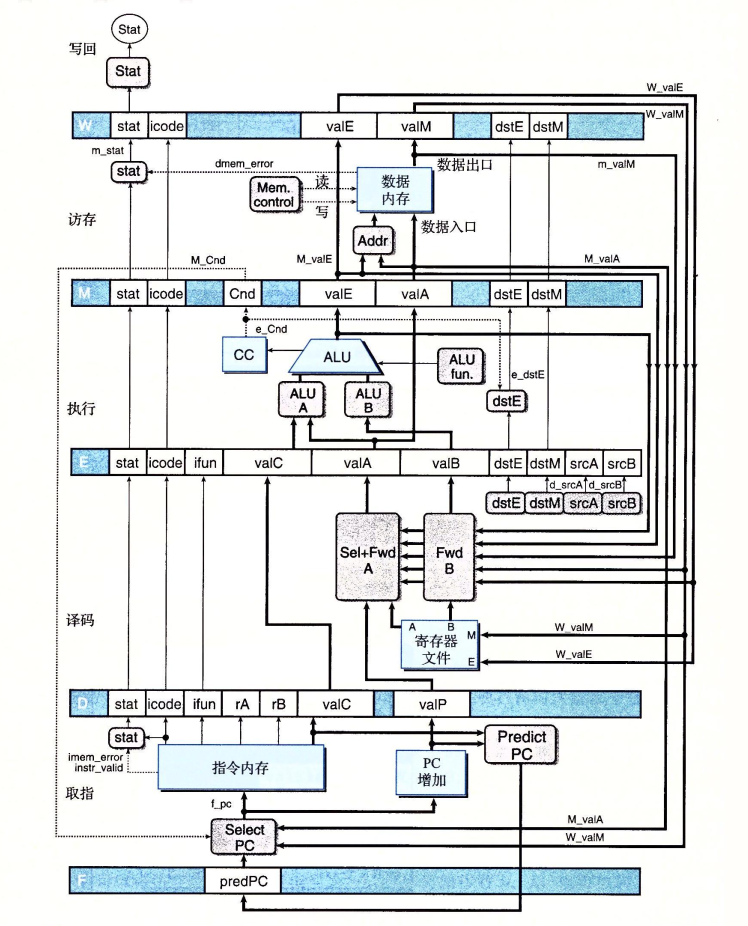 Stat
写回
Stat
W_valE
W stat icode valE valM dstE dstM
W_valM
m_stat
dmem_error
数据出口
m_valM
stat
Mem.
control
读
写
数据
内存
访存
数据入口
Addr
M_Cnd
M_valE
M_valA
M stat icode Cnd valE valA dstE dstM
e_Cnd
CC
ALU
ALU
fun.
e_dstE
ALU
A
ALU
B
dstE
执行
E stat icode ifun valC valA valB dstE dstM srcA srcB
d_srcA d_srcB
dstE dstM srcA srcB
Sel+Fwd
A
Fwd
B
译码
A B
M
寄存器
文件
E
W_valM
W_valE
D stat icode ifun rA rB valC valP
stat
Predict
PC
imem_error
instr_valid
指令内存
PC
增加
取指
f_pc
M_valA
Select
PC
W_valM
F predPC